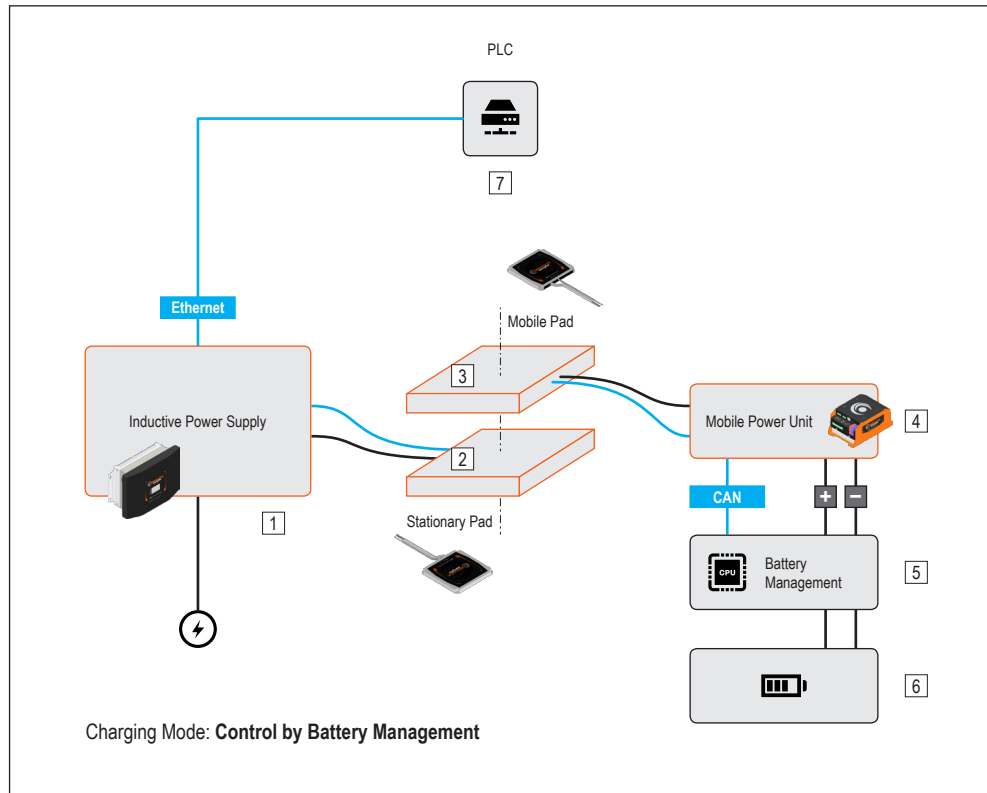 PLC
7
Ethernet
Mobile Pad
3
Inductive Power Supply
Mobile Power Unit
4
2
1
CAN
+ −
Stationary Pad
CPU
Battery
Management
5
6
Charging Mode: Control by Battery Management